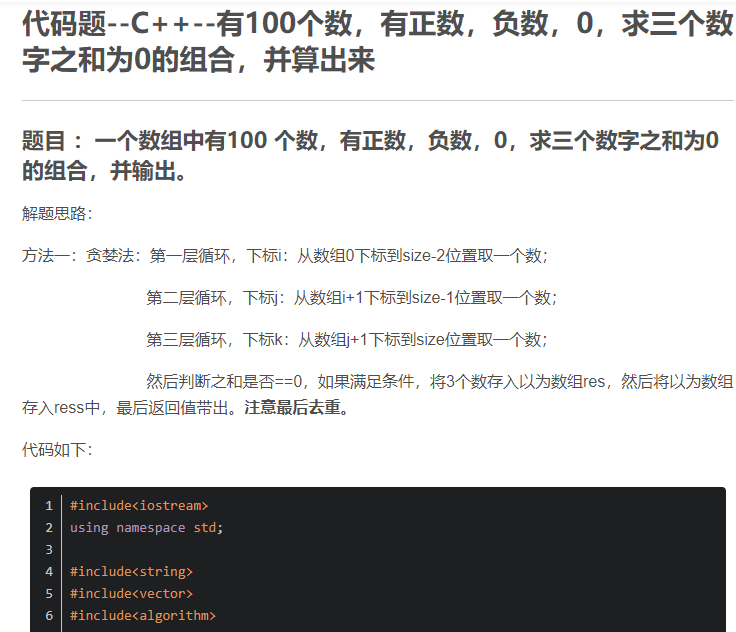 代码题--C++--有100个数，有正数，负数，0，求三个数
字之和为0的组合，并算出来
题目 ：一个数组中有100 个数，有正数，负数，0，求三个数字之和为0
的组合，并输出。
解题思路：
方法一：贪婪法：第一层循环，下标i：从数组0下标到size-2位置取一个数；
第二层循环，下标j：从数组i+1下标到size-1位置取一个数；
第三层循环，下标k：从数组j+1下标到size位置取一个数；
然后判断之和是否==0，如果满足条件，将3个数存入以为数组res，然后将以为数组
存入ress中，最后返回值带出。注意最后去重。
代码如下：
1 #include<iostream>
2 using namespace std;
3
4 #include<string>
5 #include<vector>
6 #include<algorithm>